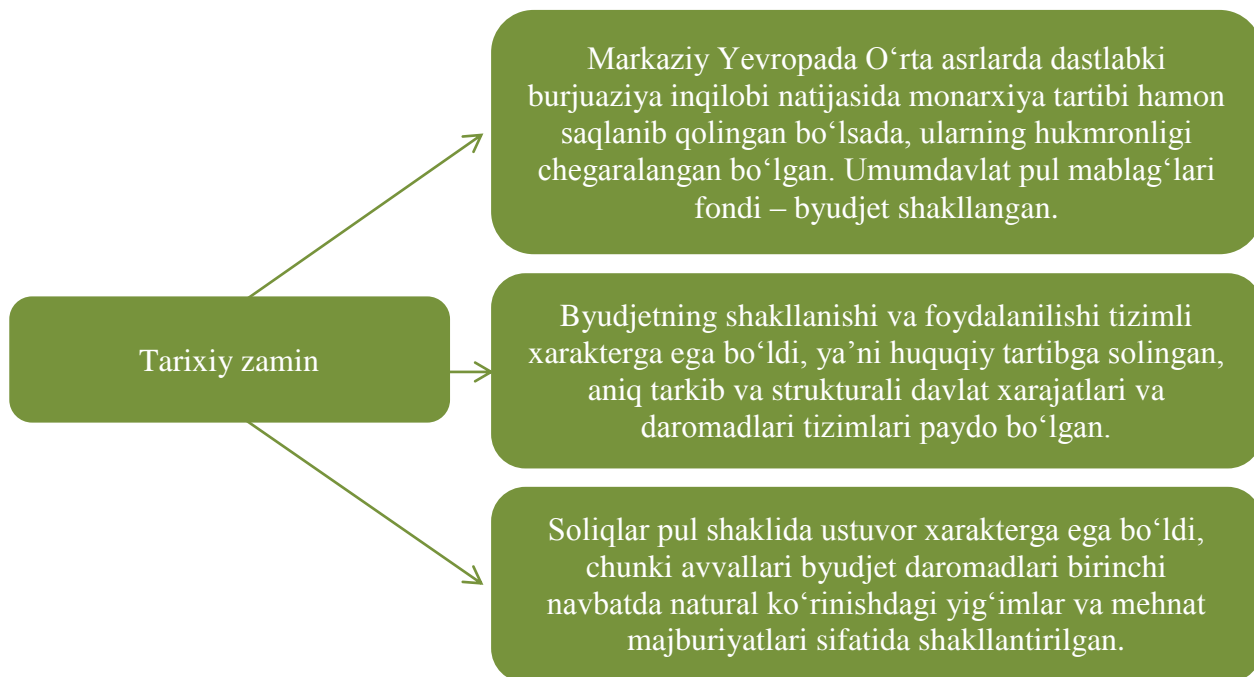 Markaziy Yevropada O‘rta asrlarda dastlabki
burjuaziya inqilobi natijasida monarxiya tartibi hamon
saqlanib qolingan bo‘lsada, ularning hukmronligi
chegaralangan bo‘lgan. Umumdavlat pul mablag‘lari
fondi – byudjet shakllangan.
Tarixiy zamin
Byudjetning shakllanishi va foydalanilishi tizimli
xarakterga ega bo‘ldi, ya’ni huquqiy tartibga solingan,
aniq tarkib va strukturali davlat xarajatlari va
daromadlari tizimlari paydo bo‘lgan.
Soliqlar pul shaklida ustuvor xarakterga ega bo‘ldi,
chunki avvallari byudjet daromadlari birinchi
navbatda natural ko‘rinishdagi yig‘imlar va mehnat
majburiyatlari sifatida shakllantirilgan.